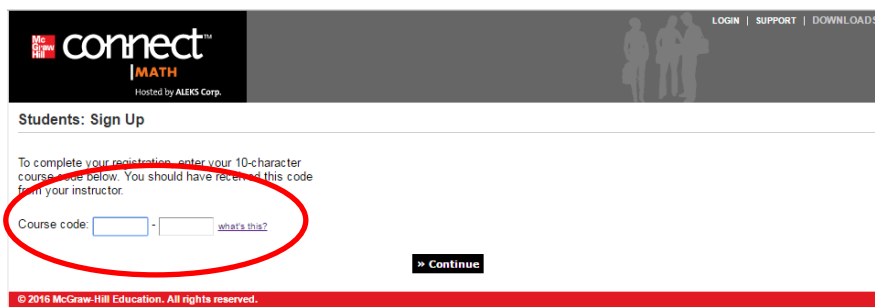 LOGIN | SUPPORT | DOWNLOADS
Mc
Graw
Hill
connect™
|MATH
Hosted by ALEKS Corp.
Students: Sign Up
To complete your registration, enter your 10-character
course code below. You should have received this code
from your instructor.
Course code: - what's this?
» Continue
© 2016 McGraw-Hill Education. All rights reserved.